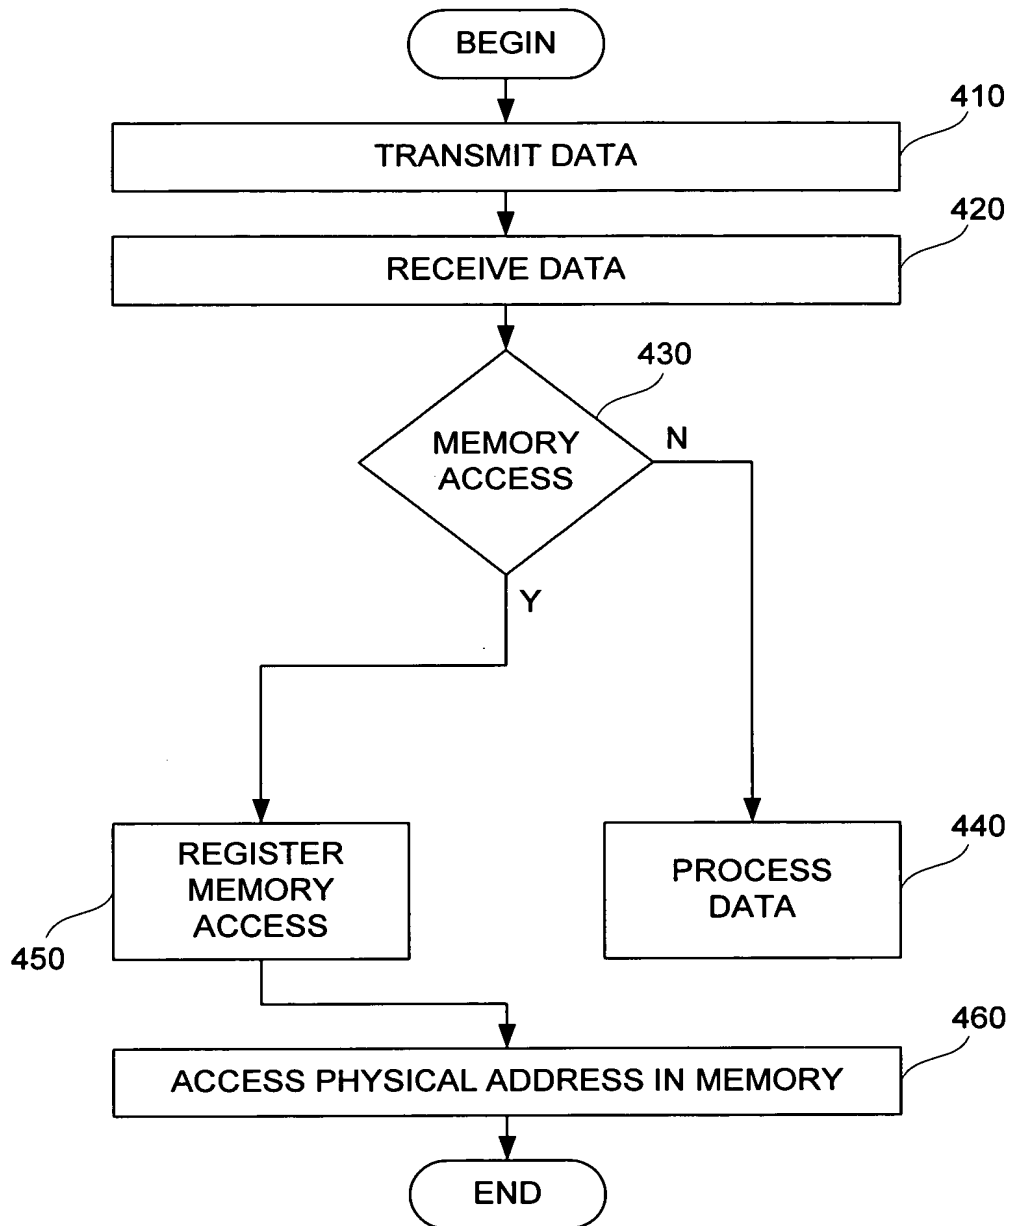 BEGIN
410
TRANSMIT DATA
420
RECEIVE DATA
430
MEMORY
ACCESS
N
Y
REGISTER
MEMORY
ACCESS
450
440
PROCESS
DATA
460
ACCESS PHYSICAL ADDRESS IN MEMORY
END